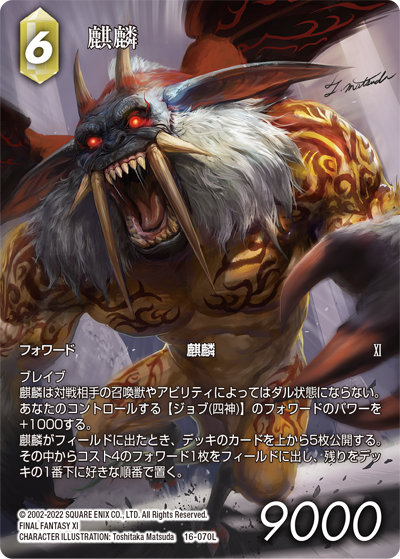 6
麒麟
T. Matsuda
フォワード 麒麟 XI
ブレイブ
麒麟は対戦相手の召喚獣やアビリティによってはダル状態にならない。
あなたのコントロールする【ジョブ(四神)】のフォワードのパワーを
+1000する。
麒麟がフィールドに出たとき、デッキのカードを上から5枚公開する。
その中からコスト4のフォワード1枚をフィールドに出し、残りをデッ
キの1番下に好きな順番で置く。
© 2002-2022 SQUARE ENIX CO., LTD. All Rights Reserved.
FINAL FANTASY XI
CHARACTER ILLUSTRATION: Toshitaka Matsuda 16-070L
9000